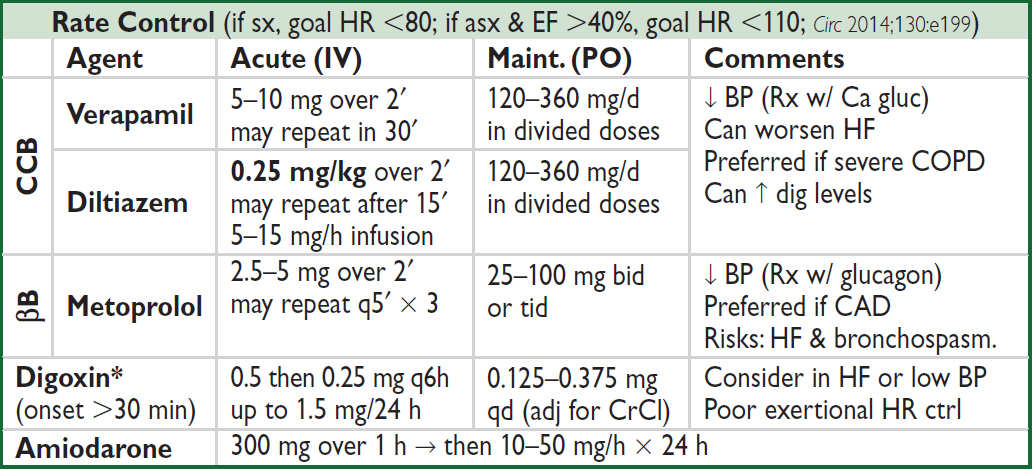 Rate Control (if sx, goal HR <80; if asx & EF >40%, goal HR <110; Circ 2014;130:e199)
Agent Acute (IV) Maint. (PO) Comments
CCB
Verapamil
5–10 mg over 2′
may repeat in 30′
120–360 mg/d
in divided doses
↓ BP (Rx w/ Ca gluc)
Can worsen HF
Preferred if severe COPD
Can ↑ dig levels
Diltiazem
0.25 mg/kg over 2′
may repeat after 15′
5–15 mg/h infusion
120–360 mg/d
in divided doses
βB
Metoprolol
2.5–5 mg over 2′
may repeat q5′ × 3
25–100 mg bid
or tid
↓ BP (Rx w/ glucagon)
Preferred if CAD
Risks: HF & bronchospasm.
Digoxin*
(onset >30 min)
0.5 then 0.25 mg q6h
up to 1.5 mg/24 h
0.125–0.375 mg
qd (adj for CrCl)
Consider in HF or low BP
Poor exertional HR ctrl
Amiodarone 300 mg over 1 h → then 10–50 mg/h × 24 h